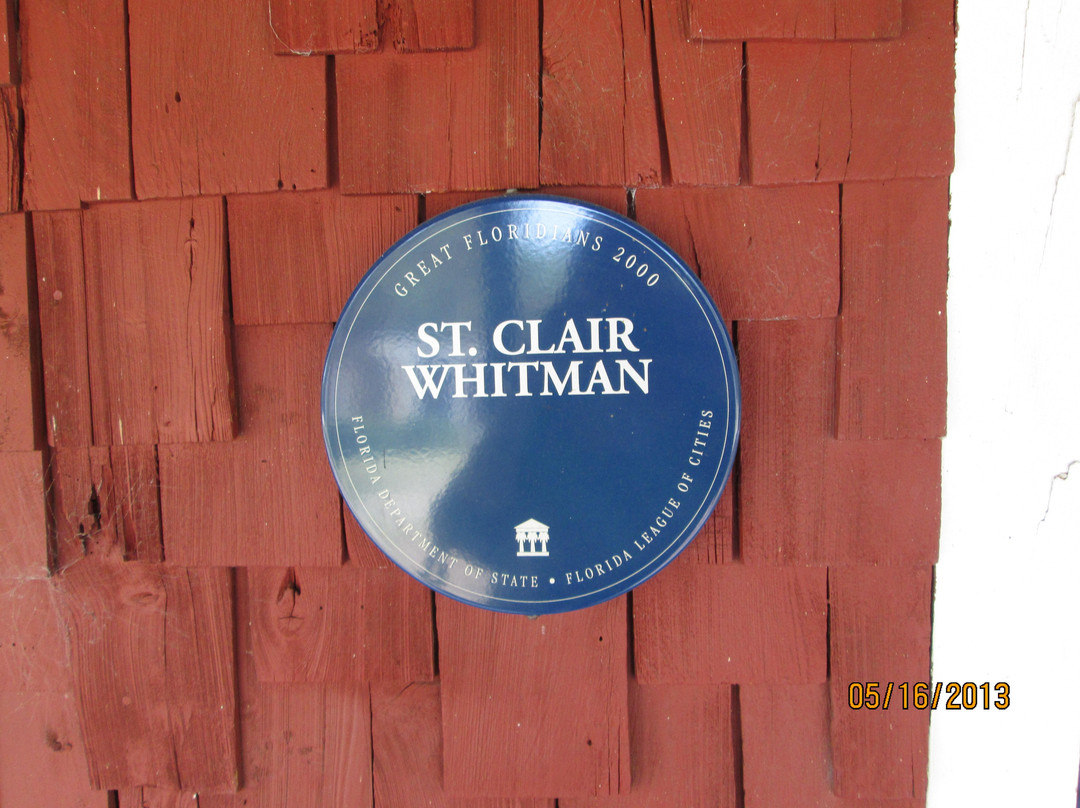 GREAT FLORIDIANS 2000
ST. CLAIR
WHITMAN
FLORIDA DEPARTMENT OF STATE • FLORIDA LEAGUE OF CITIES
05/16/2013